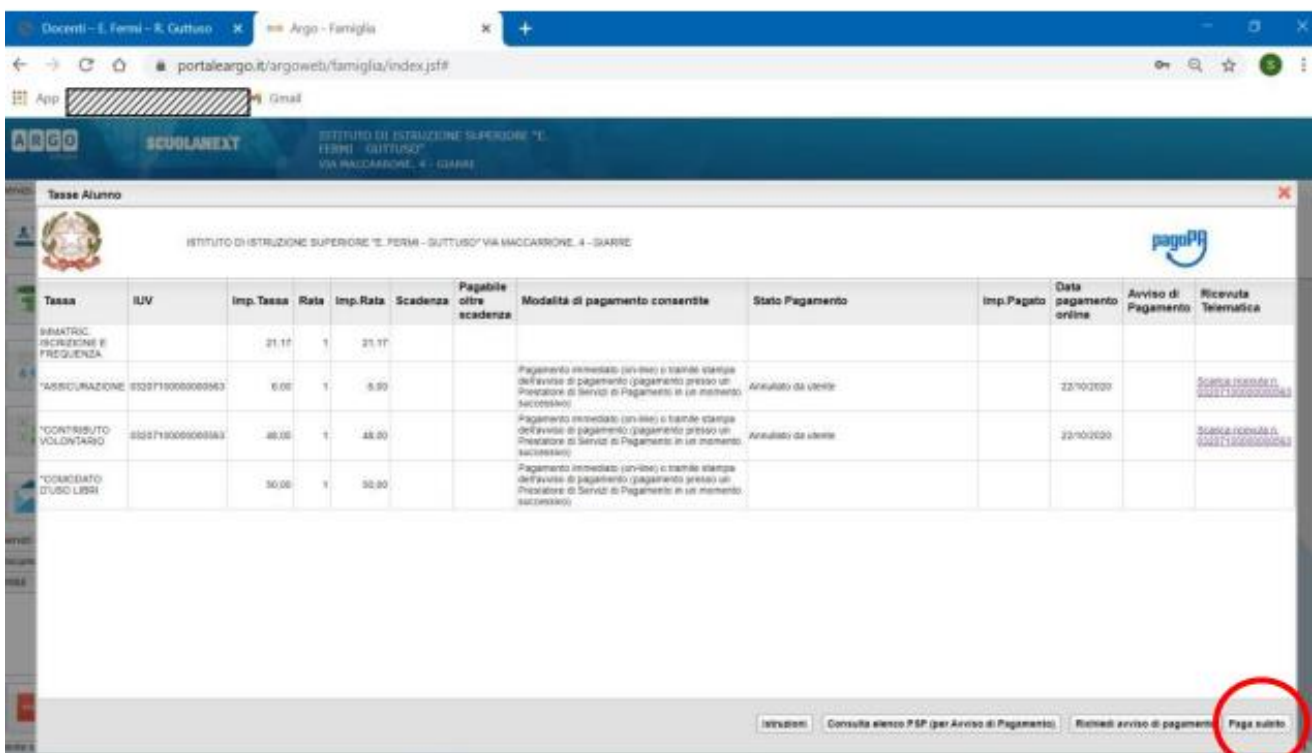 Docenti – E. Fermi – R. Guttuso
Argo - Famiglia
portaleargo.it/argoweb/famiglia/index.jsf#
App
Gmail
ARGO
SCUOLANEXT
ISTITUTO DI ISTRUZIONE SUPERIORE "E. FERMI - GUTTUSO"
VIA MACCARRONE, 4 - GIARRE
Tasse Alunno
ISTITUTO DI ISTRUZIONE SUPERIORE "E. FERMI - GUTTUSO" VIA MACCARRONE, 4 - GIARRE
pagoPA
Tassa IUV Imp.Tassa Rata Imp.Rata Scadenza Pagabile oltre scadenza Modalità di pagamento consentite Stato Pagamento Imp.Pagato Data pagamento online Avviso di Pagamento Ricevuta Telematica
IMMATRIC. ISCRIZIONE E FREQUENZA 21.17 1 21.17
*ASSICURAZIONE 6.00 1 6.00 Pagamento immediato (on-line) o tramite stampa dell'avviso di pagamento (pagamento presso un Prestatore di Servizi di Pagamento in un momento successivo) Annullato da utente 22/10/2020 Scarica ricevuta n.
*CONTRIBUTO VOLONTARIO 48.00 1 48.00 Pagamento immediato (on-line) o tramite stampa dell'avviso di pagamento (pagamento presso un Prestatore di Servizi di Pagamento in un momento successivo) Annullato da utente 22/10/2020 Scarica ricevuta n.
*COMODATO D'USO LIBRI 50.00 1 50.00 Pagamento immediato (on-line) o tramite stampa dell'avviso di pagamento (pagamento presso un Prestatore di Servizi di Pagamento in un momento successivo)
Istruzioni
Consulta elenco PSP (per Avviso di Pagamento)
Richiedi avviso di pagamento
Paga subito